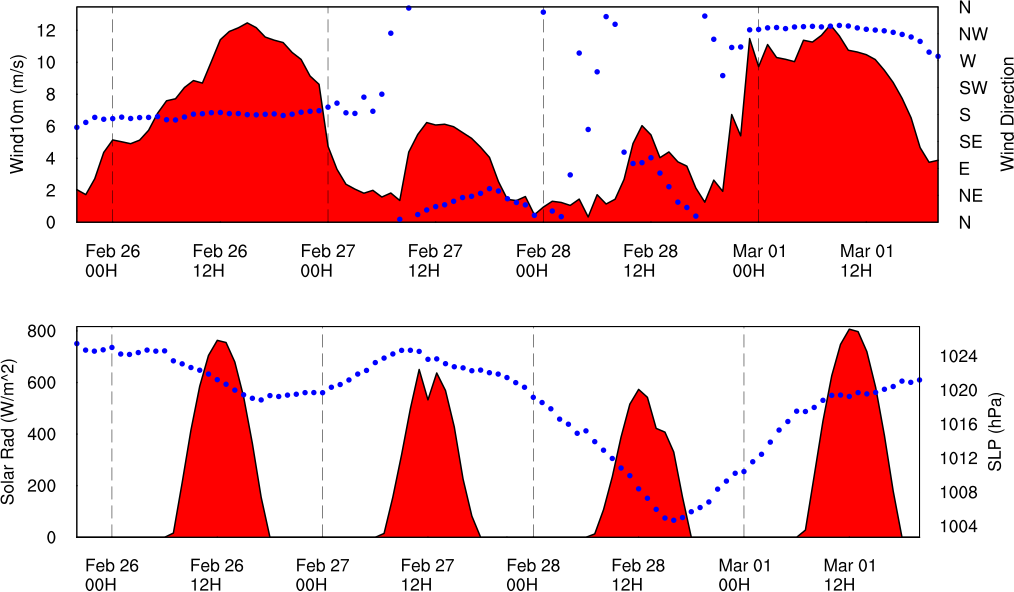 N
12 NW
10 W
8 SW
6 S
4 SE
E
2 NE
0 N
Wind10m (m/s)
Wind Direction
Feb 26 Feb 26 Feb 27 Feb 27 Feb 28 Feb 28 Mar 01 Mar 01
00H 12H 00H 12H 00H 12H 00H 12H
800
1024
600 1020
400 1016
1012
200 1008
1004
0
Solar Rad (W/m^2)
SLP (hPa)
Feb 26 Feb 26 Feb 27 Feb 27 Feb 28 Feb 28 Mar 01 Mar 01
00H 12H 00H 12H 00H 12H 00H 12H